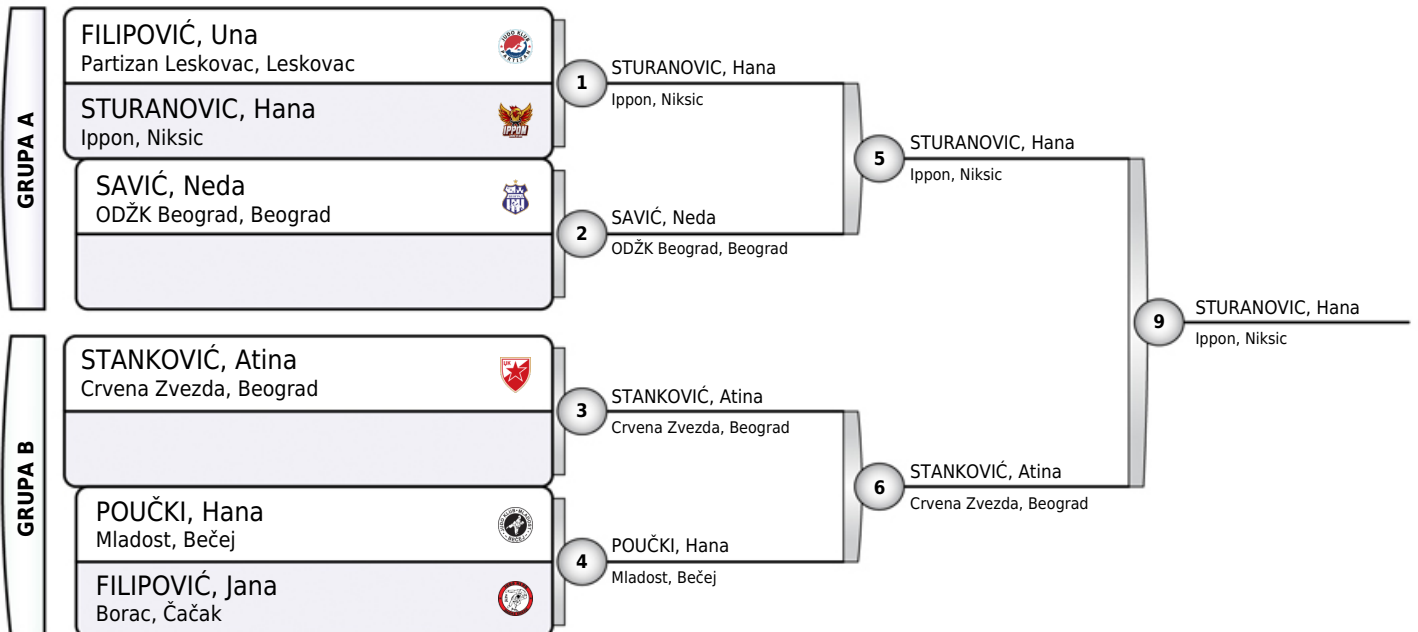 GRUPA A
FILIPOVIĆ, Una
Partizan Leskovac, Leskovac
STURANOVIC, Hana
Ippon, Niksic
IPPON
SAVIĆ, Neda
ODŽK Beograd, Beograd
1
STURANOVIC, Hana
Ippon, Niksic
2
SAVIĆ, Neda
ODŽK Beograd, Beograd
5
STURANOVIC, Hana
Ippon, Niksic
GRUPA B
STANKOVIĆ, Atina
Crvena Zvezda, Beograd
POUČKI, Hana
Mladost, Bečej
FILIPOVIĆ, Jana
Borac, Čačak
3
STANKOVIĆ, Atina
Crvena Zvezda, Beograd
4
POUČKI, Hana
Mladost, Bečej
6
STANKOVIĆ, Atina
Crvena Zvezda, Beograd
9
STURANOVIC, Hana
Ippon, Niksic